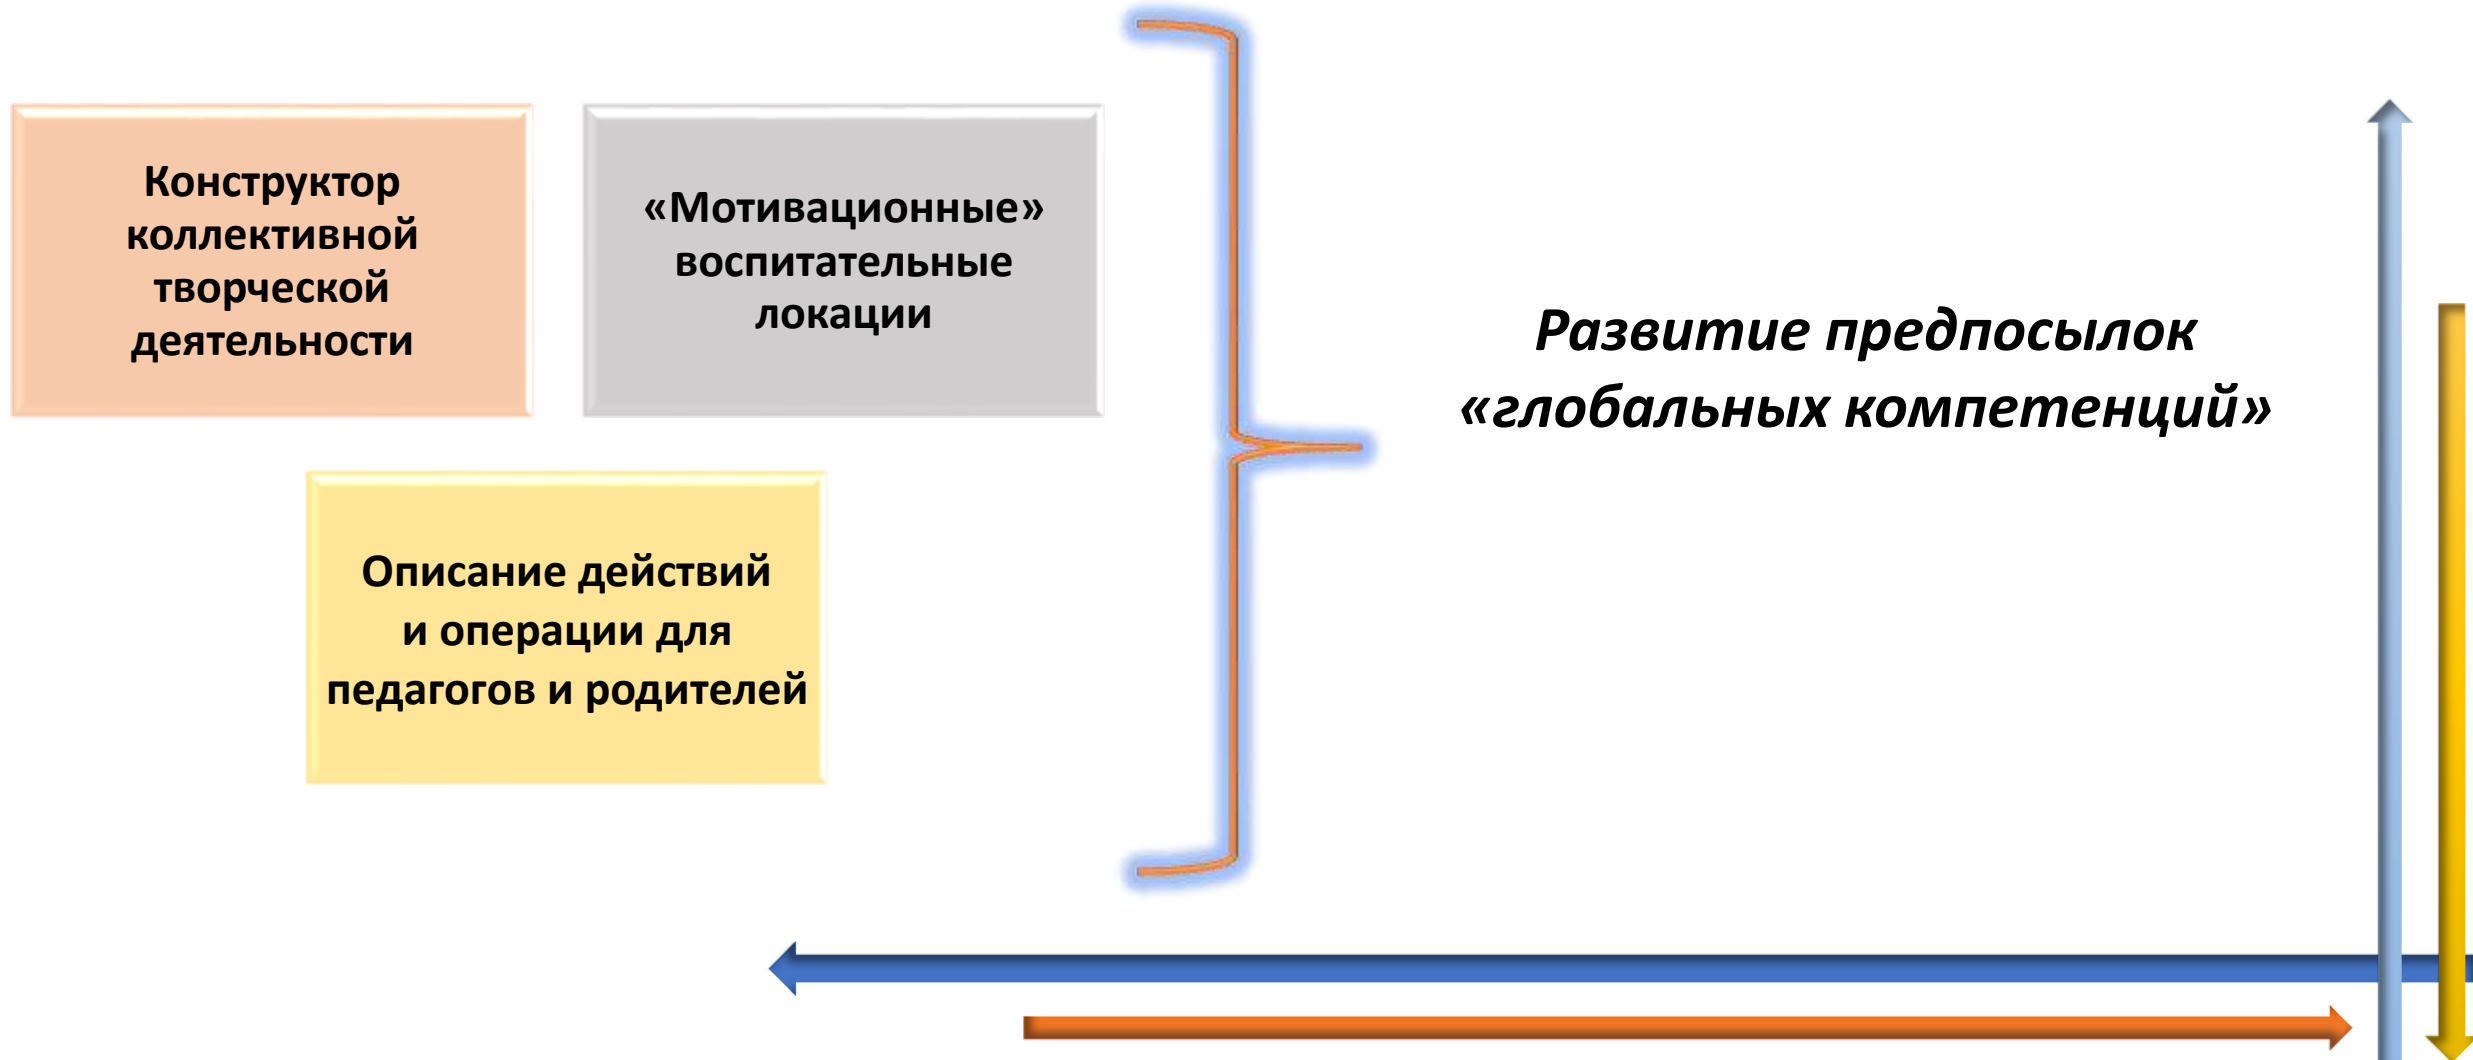 Конструктор
коллективной
творческой
деятельности
«Мотивационные»
воспитательные
локации
Описание действий
и операции для
педагогов и родителей
Развитие предпосылок
«глобальных компетенций»